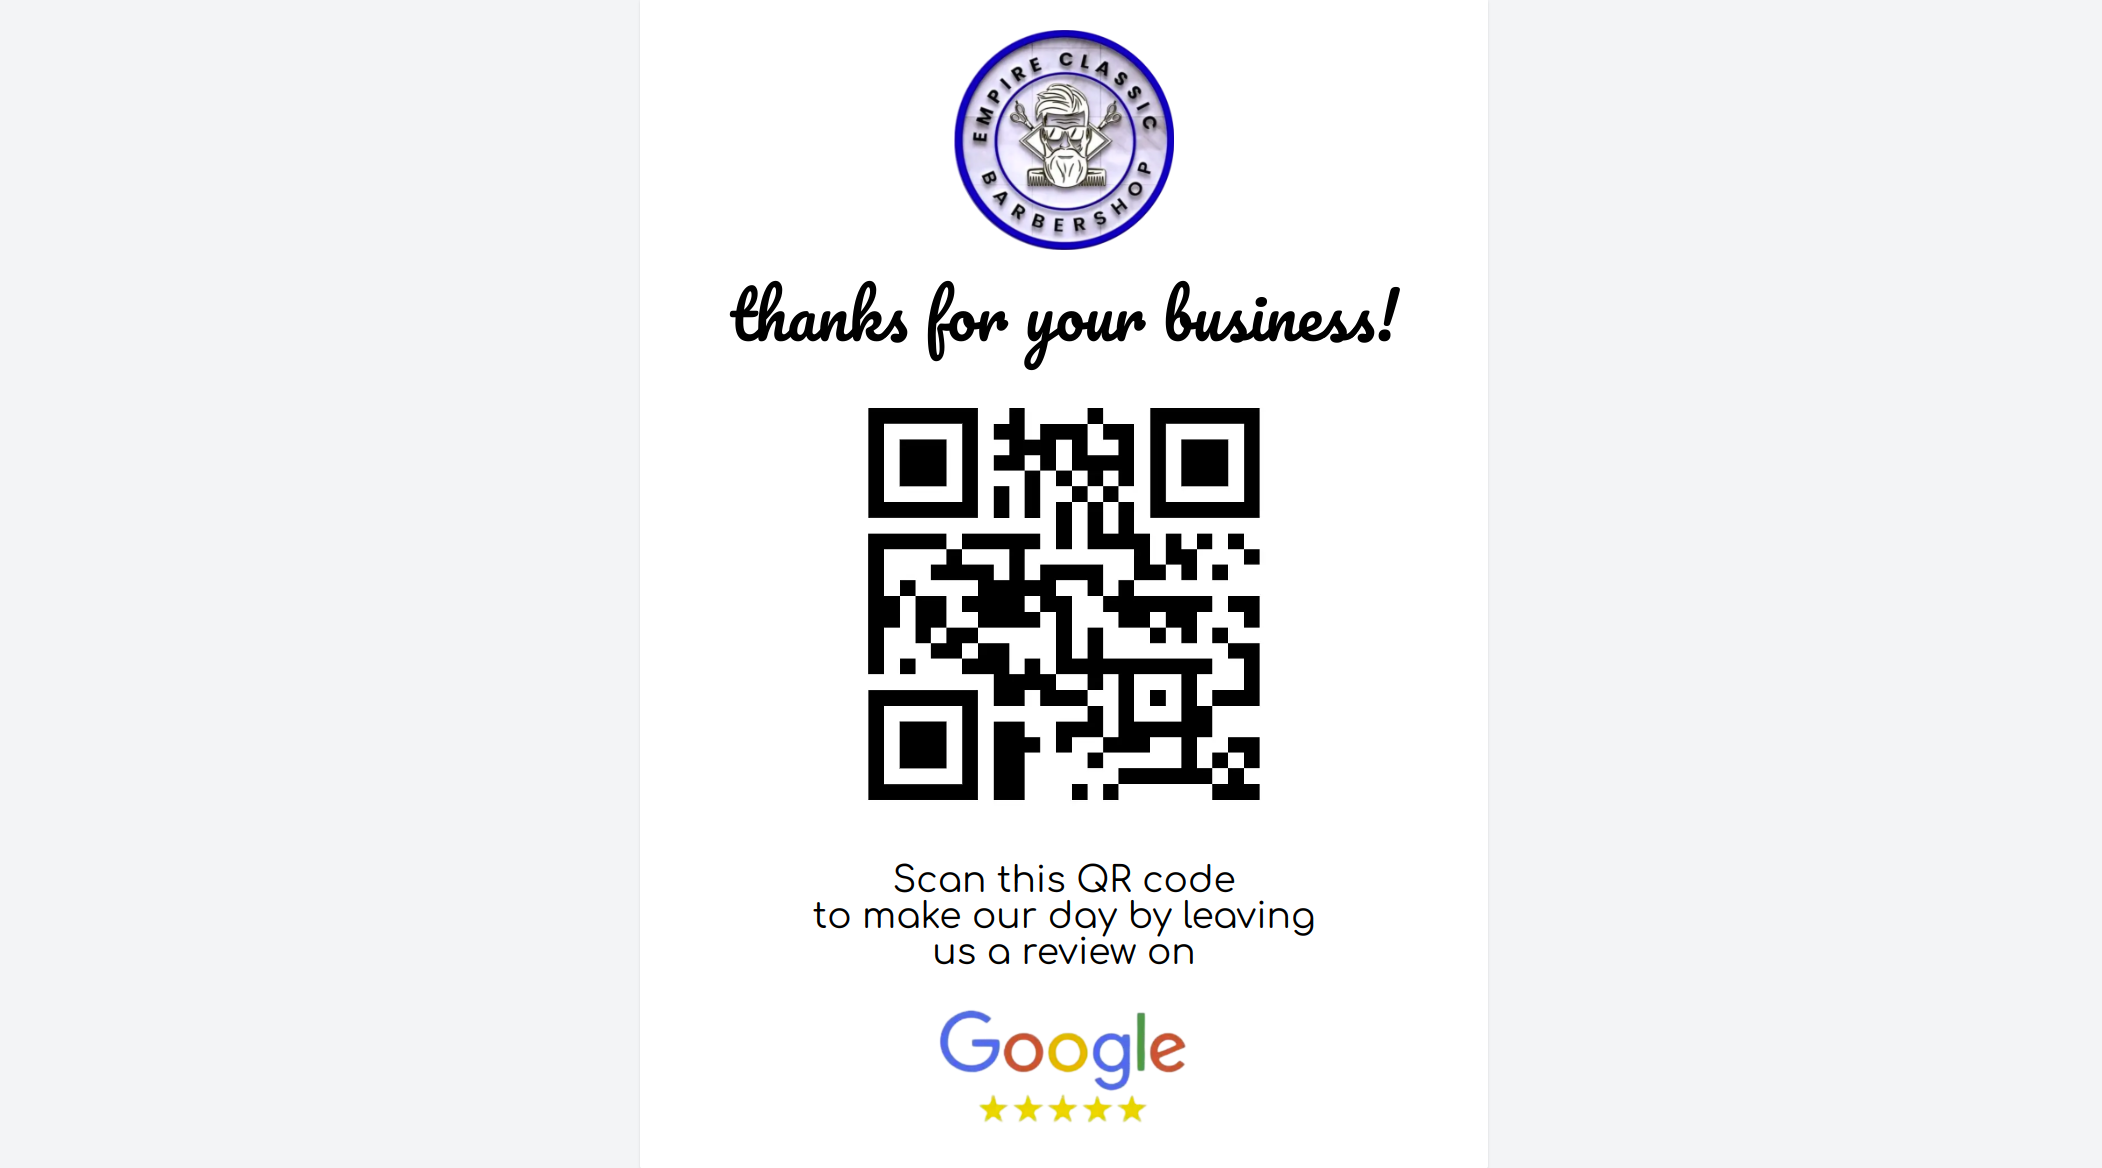 EMPIRE CLASSIC
BARBERSHOP
thanks for your business!
Scan this QR code
to make our day by leaving
us a review on
Google